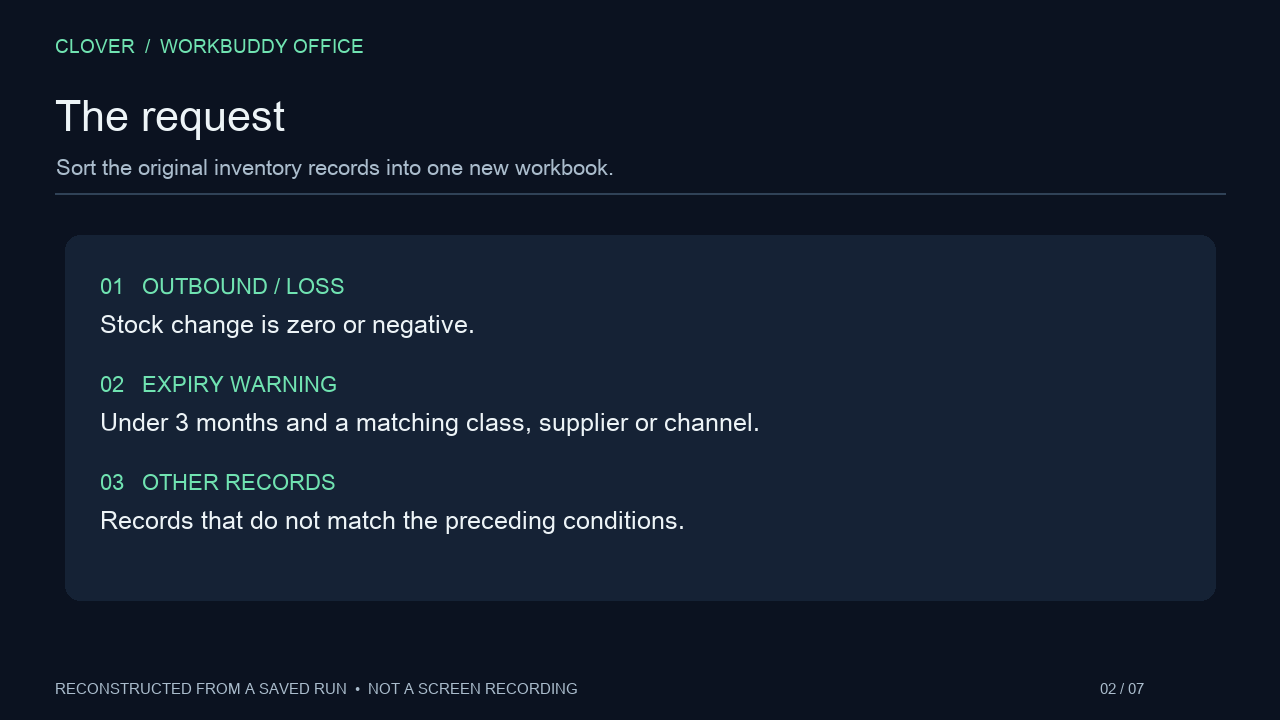 CLOVER / WORKBUDDY OFFICE
The request
Sort the original inventory records into one new workbook.
01 OUTBOUND / LOSS
Stock change is zero or negative.
02 EXPIRY WARNING
Under 3 months and a matching class, supplier or channel.
03 OTHER RECORDS
Records that do not match the preceding conditions.
RECONSTRUCTED FROM A SAVED RUN • NOT A SCREEN RECORDING
02 / 07